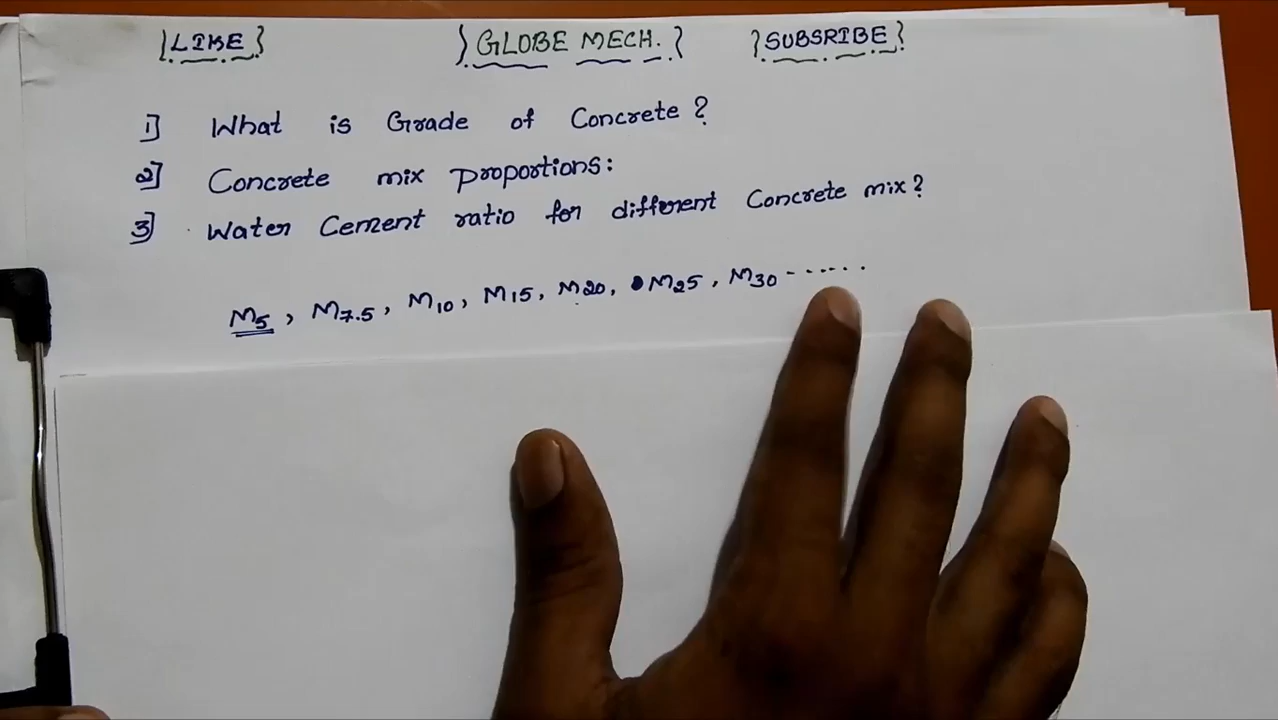 LIKE GLOBE MECH. SUBSRIBE
1] What is Grade of Concrete?
2] Concrete mix proportions:
3] Water Cement ratio for different Concrete mix?
M5, M7.5, M10, M15, M20, M25, M30 ------